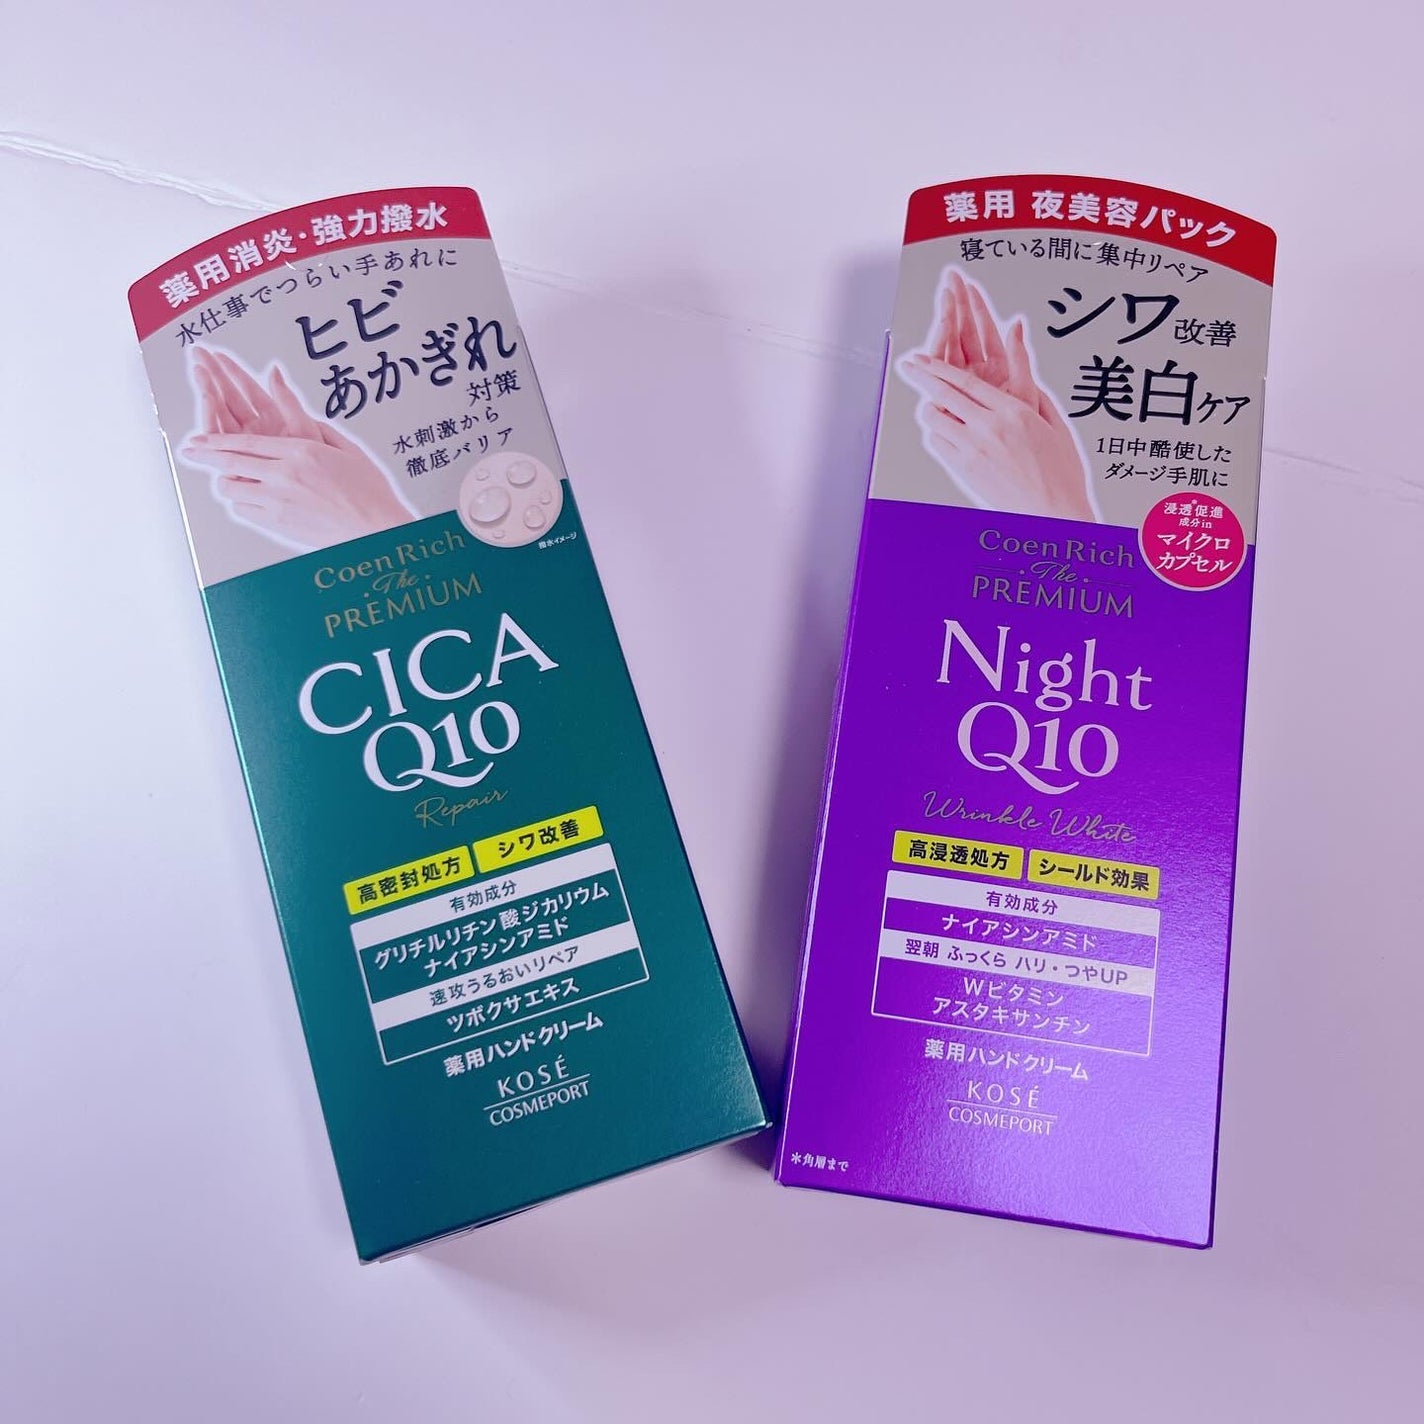 薬用消炎・強力撥水
水仕事でつらい手あれに
ヒビ
あかぎれ
対策
水刺激から
徹底バリア
撥水イメージ
Coen Rich
The
PREMIUM
CICA
Q10
Repair
高密封処方
シワ改善
有効成分
グリチルリチン酸ジカリウム
ナイアシンアミド
速攻うるおいリペア
ツボクサエキス
薬用ハンドクリーム
KOSÉ
COSMEPORT
薬用 夜美容パック
寝ている間に集中リペア
シワ改善
美白ケア
1日中酷使した
ダメージ手肌に
浸透*促進
成分in
マイクロ
カプセル
Coen Rich
The
PREMIUM
Night
Q10
Wrinkle White
高浸透処方
シールド効果
有効成分
ナイアシンアミド
翌朝 ふっくら ハリ・つやUP
Wビタミン
アスタキサンチン
薬用ハンドクリーム
KOSÉ
COSMEPORT
*角層まで